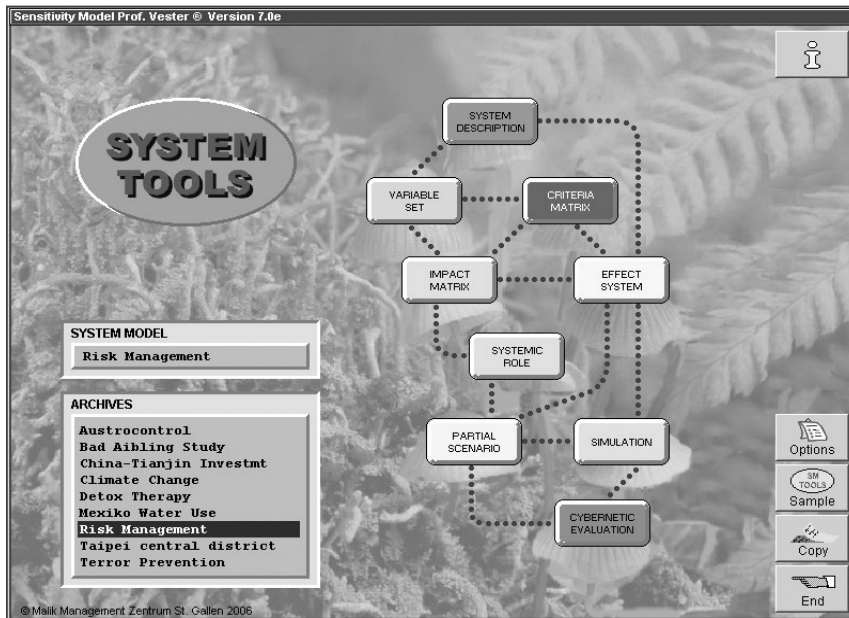 Sensitivity Model Prof. Vester ® Version 7.0e
SYSTEM
TOOLS
SYSTEM
DESCRIPTION
VARIABLE
SET
CRITERIA
MATRIX
IMPACT
MATRIX
EFFECT
SYSTEM
SYSTEMIC
ROLE
PARTIAL
SCENARIO
SIMULATION
CYBERNETIC
EVALUATION
SYSTEM MODEL
Risk Management
ARCHIVES
Austrocontrol
Bad Aibling Study
China-Tianjin Investmt
Climate Change
Detox Therapy
Mexiko Water Use
Risk Management
Taipei central district
Terror Prevention
i
Options
SM
TOOLS
Sample
Copy
End
© Malik Management Zentrum St. Gallen 2006